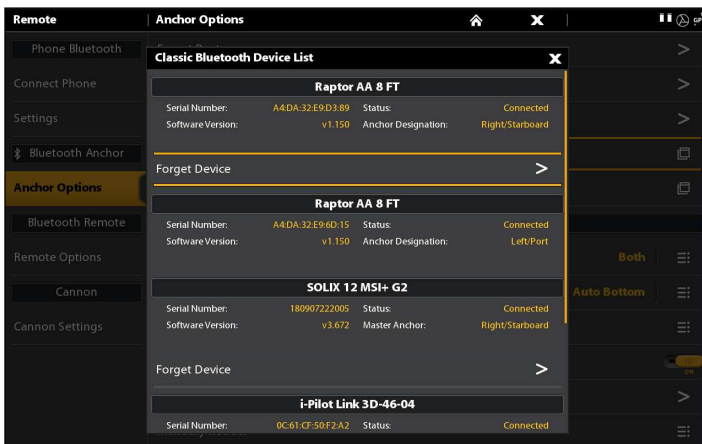 Remote
Anchor Options
X
Phone Bluetooth
Connect Phone
Settings
Bluetooth Anchor
Anchor Options
Bluetooth Remote
Remote Options
Cannon
Cannon Settings
Both
Auto Bottom
On
Classic Bluetooth Device List X
Raptor AA 8 FT
Serial Number: A4:DA:32:E9:D3:89 Status: Connected
Software Version: v1.150 Anchor Designation: Right/Starboard
Forget Device >
Raptor AA 8 FT
Serial Number: A4:DA:32:E9:6D:15 Status: Connected
Software Version: v1.150 Anchor Designation: Left/Port
SOLIX 12 MSI+ G2
Serial Number: 180907222005 Status: Connected
Software Version: v3.672 Master Anchor: Right/Starboard
Forget Device >
i-Pilot Link 3D-46-04
Serial Number: 0C:61:CF:50:F2:A2 Status: Connected